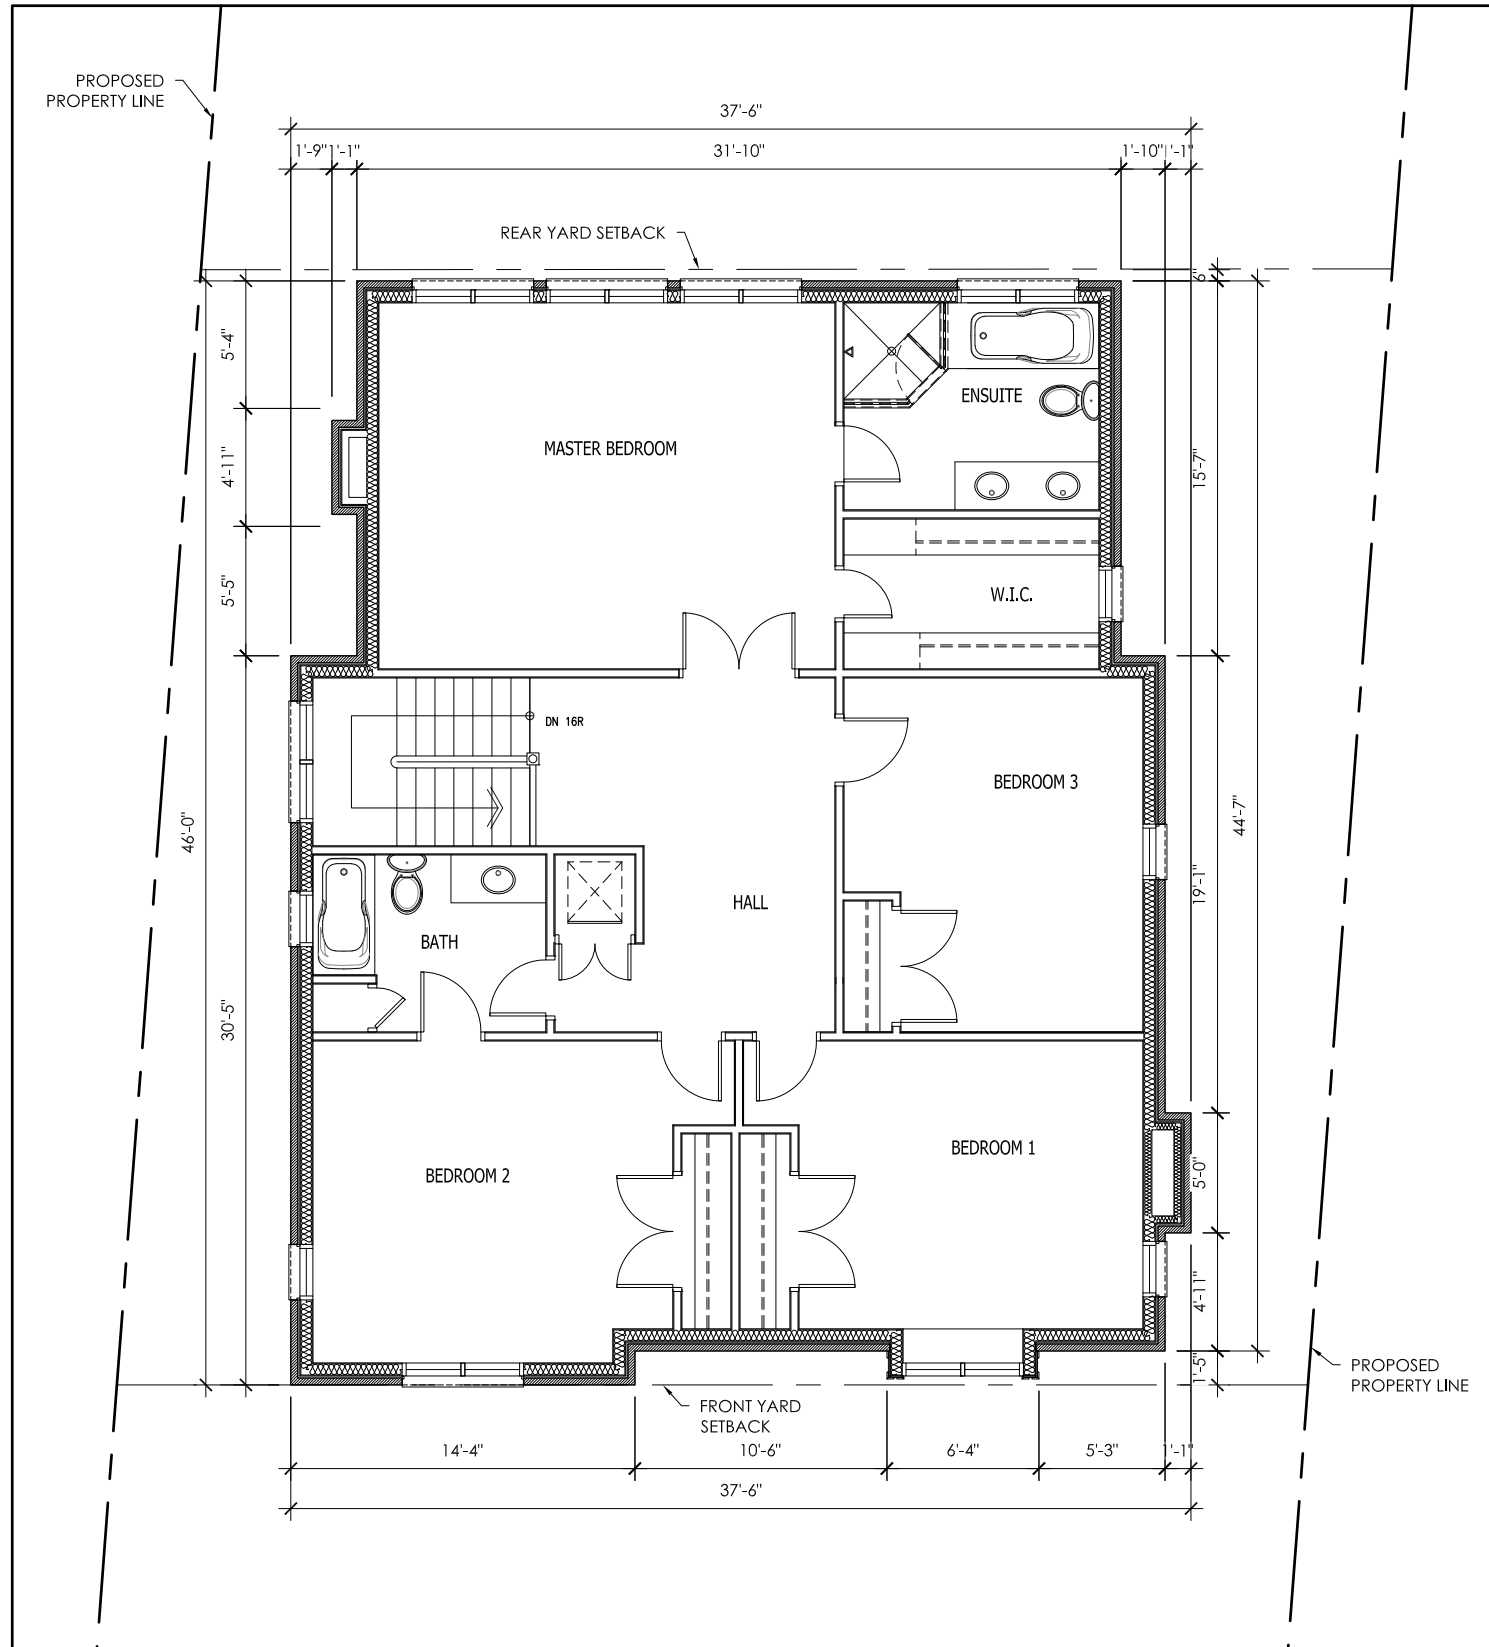 PROPOSED
PROPERTY LINE
37'-6"
1'-9"
1'-1"
31'-10"
1'-10"
1'-1"
REAR YARD SETBACK
6"
5'-4"
4'-11"
5'-5"
15'-7"
ENSUITE
MASTER BEDROOM
W.I.C.
DN 16R
BEDROOM 3
46'-0"
44'-7"
19'-1"
HALL
BATH
30'-5"
BEDROOM 2
BEDROOM 1
5'-0"
4'-11"
1'-5"
PROPOSED
PROPERTY LINE
FRONT YARD
SETBACK
14'-4"
10'-6"
6'-4"
5'-3"
1'-1"
37'-6"